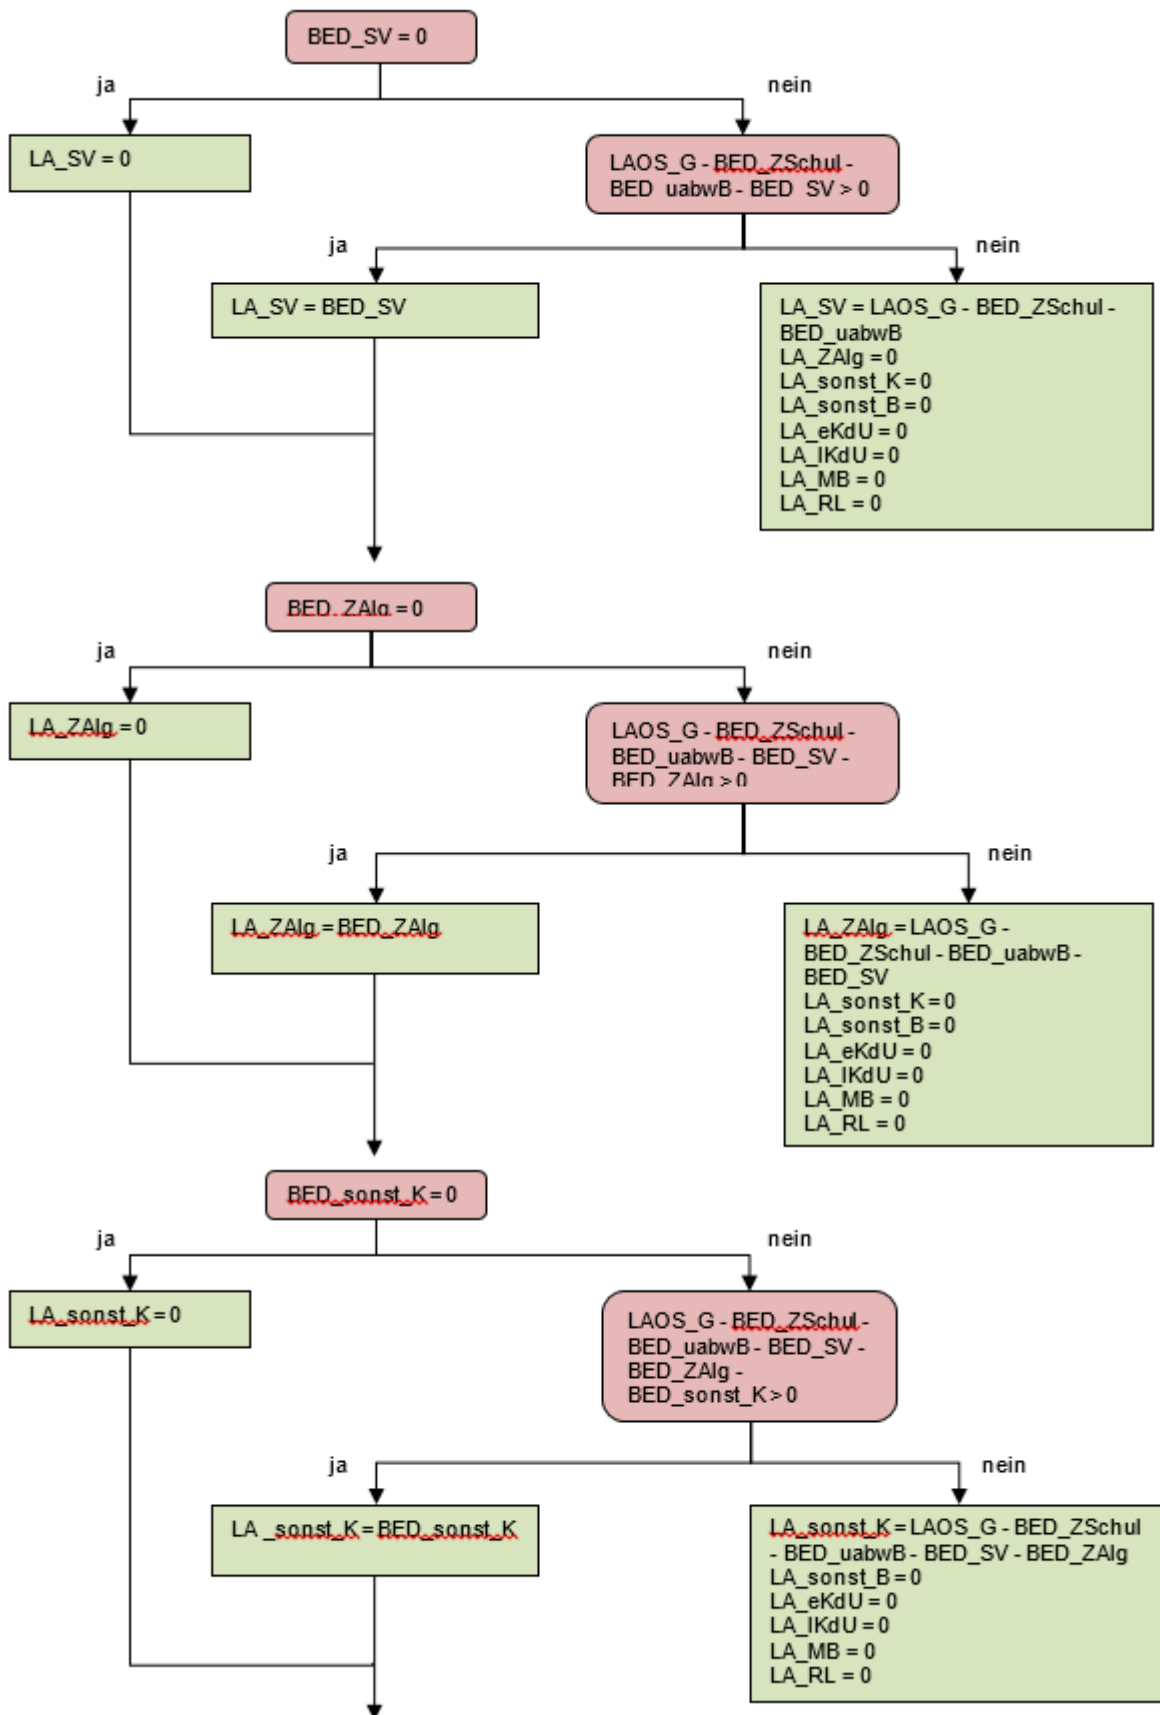 BED_SV = 0
ja
nein
LA_SV = 0
LAOS_G - BED_ZSchul -
BED_uabwB - BED_SV > 0
ja
nein
LA_SV = BED_SV
LA_SV = LAOS_G - BED_ZSchul -
BED_uabwB
LA_ZAlg = 0
LA_sonst_K = 0
LA_sonst_B = 0
LA_eKdU = 0
LA_lKdU = 0
LA_MB = 0
LA_RL = 0
BED_ZAlg = 0
ja
nein
LA_ZAlg = 0
LAOS_G - BED_ZSchul -
BED_uabwB - BED_SV -
BED_ZAlg > 0
ja
nein
LA_ZAlg = BED_ZAlg
LA_ZAlg = LAOS_G -
BED_ZSchul - BED_uabwB -
BED_SV
LA_sonst_K = 0
LA_sonst_B = 0
LA_eKdU = 0
LA_lKdU = 0
LA_MB = 0
LA_RL = 0
BED_sonst_K = 0
ja
nein
LA_sonst_K = 0
LAOS_G - BED_ZSchul -
BED_uabwB - BED_SV -
BED_ZAlg -
BED_sonst_K > 0
ja
nein
LA _sonst_K = BED_sonst_K
LA_sonst_K = LAOS_G - BED_ZSchul
- BED_uabwB - BED_SV - BED_ZAlg
LA_sonst_B = 0
LA_eKdU = 0
LA_lKdU = 0
LA_MB = 0
LA_RL = 0